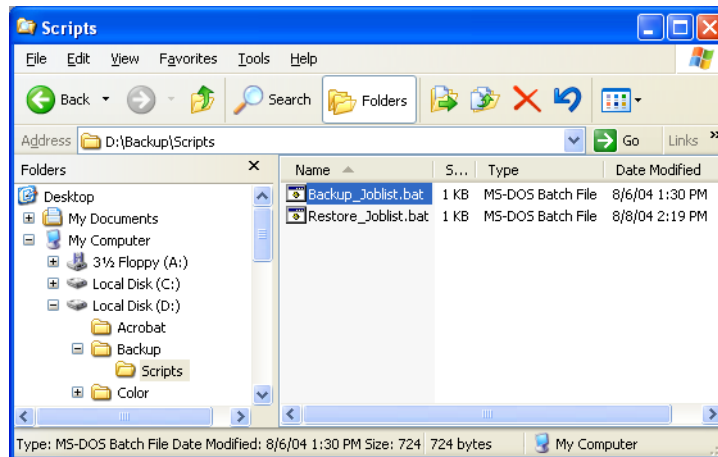 Scripts
File Edit View Favorites Tools Help
Back Search Folders
Address D:\Backup\Scripts Go Links »
Folders x Name S... Type Date Modified
Desktop Backup_Joblist.bat 1 KB MS-DOS Batch File 8/6/04 1:30 PM
My Documents Restore_Joblist.bat 1 KB MS-DOS Batch File 8/8/04 2:19 PM
My Computer
3½ Floppy (A:)
Local Disk (C:)
Local Disk (D:)
Acrobat
Backup
Scripts
Color
Type: MS-DOS Batch File Date Modified: 8/6/04 1:30 PM Size: 724 724 bytes My Computer